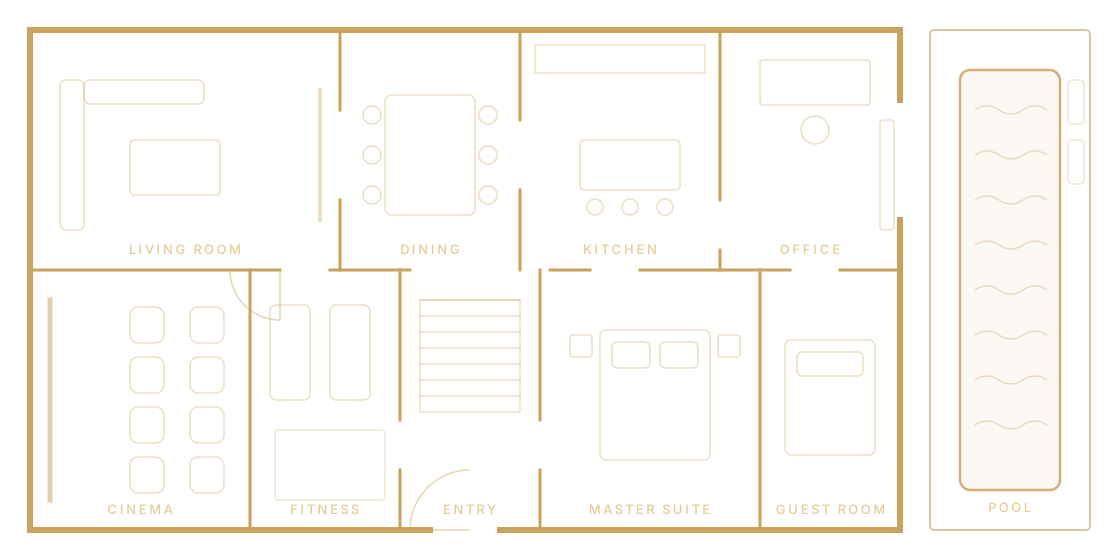 LIVING ROOM
DINING
KITCHEN
OFFICE
CINEMA
FITNESS
ENTRY
MASTER SUITE
GUEST ROOM
POOL